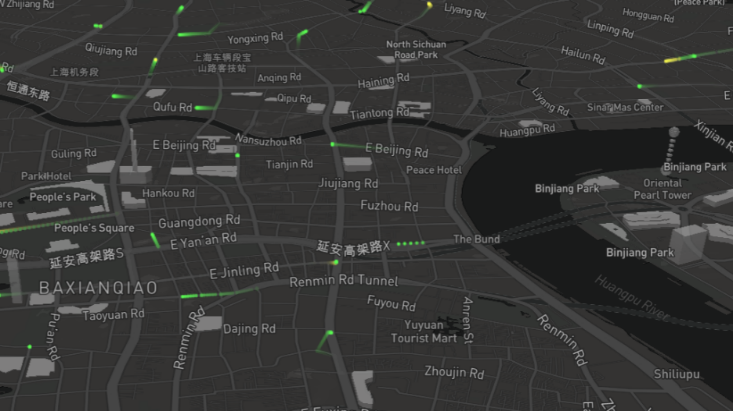 W Zhijiang Rd
Liyang Rd
(Peace Park)
Hongguan Rd
Linping Rd
Yongxing Rd
Qiujiang Rd
North Sichuan
Road Park
Hailun Rd
上海车辆段宝
山路客技站
上海机务段
Rd
Anqing Rd
Haining Rd
恒通东路
Qipu Rd
Liyang Rd
Qufu Rd
Tiantong Rd
Sinar Mas Center
E
Huangpu Rd
Xinjian R
Nansuzhou Rd
E Beijing Rd
E Beijing Rd
Guling Rd
Tianjin Rd
Peace Hotel
Binjiang Park
Park Hotel
Jiujiang Rd
Binjiang Park
Oriental
Pearl Tower
People's Park
Hankou Rd
Fuzhou Rd
are
Guangdong Rd
People's Square
E Yan'an Rd
延安高架路X
The Bund
Binjiang Park
延安高架路S
E Jinling Rd
Renmin Rd Tunnel
Huangpu River
BAXIANQIAO
Taoyuan Rd
Fuyou Rd
Anren St
Pu'an Rd
Renmin Rd
Dajing Rd
Yuyuan
Tourist Mart
Renmin Rd
Zhoujin Rd
Shiliupu